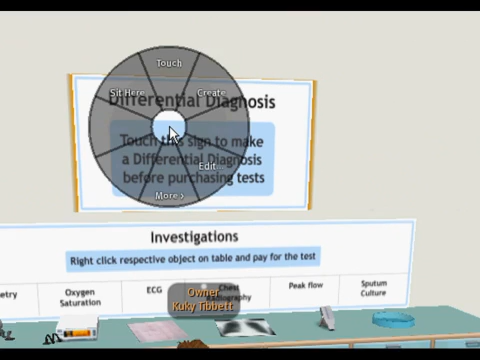 Touch
Sit Here
Create
Differential Diagnosis
Touch this sign to make
a Differential Diagnosis
Edit...
before purchasing tests
More >
Investigations
Right click respective object on table and pay for the test
etry
Oxygen
Saturation
ECG
Chest
Peak flow
Sputum
Culture
Owner
Kuky Tibbett